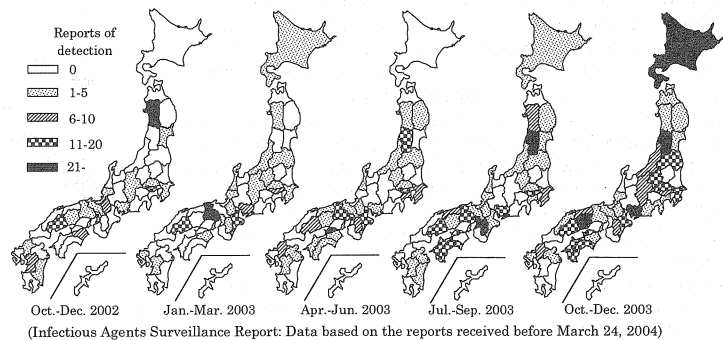 Reports of
detection
0
1-5
6-10
11-20
21-
Oct.-Dec. 2002
Jan-Mar. 2003
Apr.-Jun. 2003
Jul.-Sep. 2003
Oct.-Dec. 2003
(Infectious Agents Surveillance Report: Data based on the reports received before March 24, 2004)